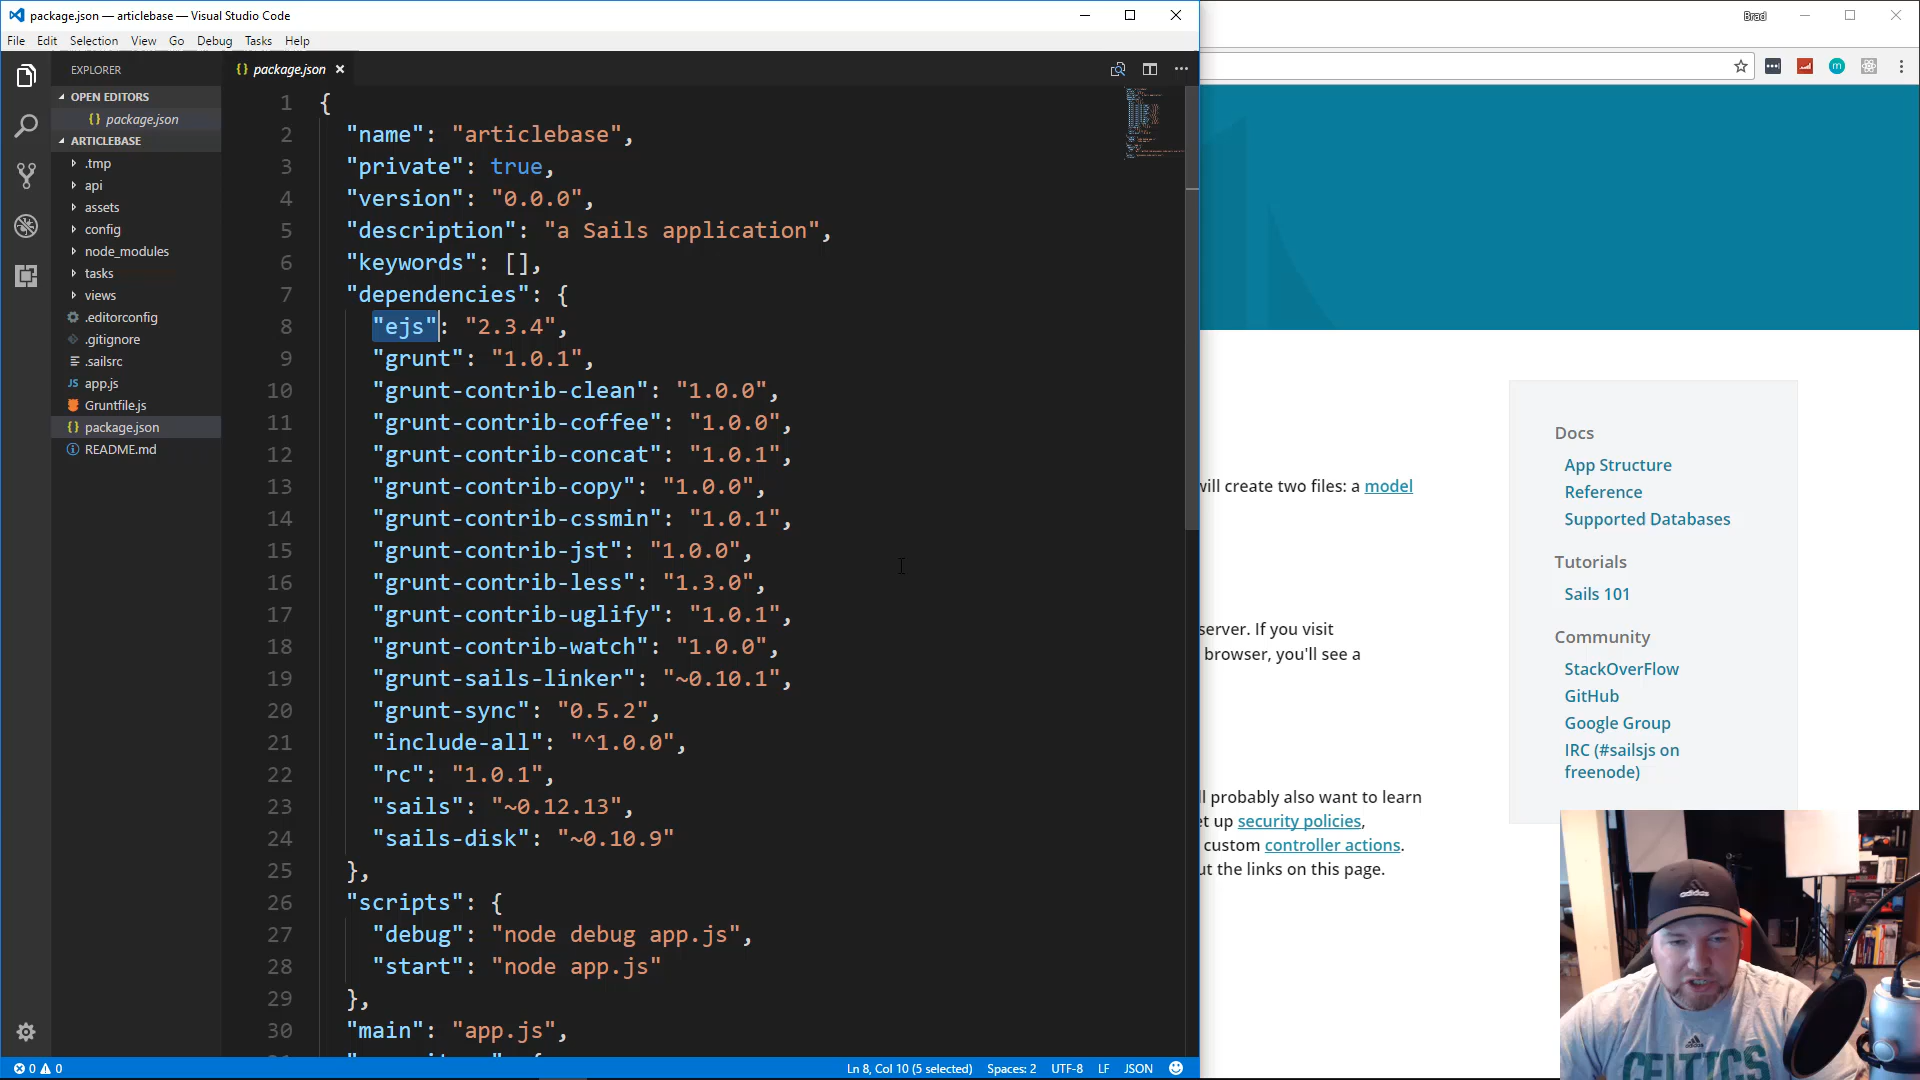 package.json — articlebase — Visual Studio Code
File Edit Selection View Go Debug Tasks Help
EXPLORER
OPEN EDITORS
{} package.json
ARTICLEBASE
.tmp
api
assets
config
node_modules
tasks
views
.editorconfig
.gitignore
.sailsrc
JS app.js
Gruntfile.js
{} package.json
README.md
{} package.json
1 {
2 "name": "articlebase",
3 "private": true,
4 "version": "0.0.0",
5 "description": "a Sails application",
6 "keywords": [],
7 "dependencies": {
8 "ejs": "2.3.4",
9 "grunt": "1.0.1",
10 "grunt-contrib-clean": "1.0.0",
11 "grunt-contrib-coffee": "1.0.0",
12 "grunt-contrib-concat": "1.0.1",
13 "grunt-contrib-copy": "1.0.0",
14 "grunt-contrib-cssmin": "1.0.1",
15 "grunt-contrib-jst": "1.0.0",
16 "grunt-contrib-less": "1.3.0",
17 "grunt-contrib-uglify": "1.0.1",
18 "grunt-contrib-watch": "1.0.0",
19 "grunt-sails-linker": "~0.10.1",
20 "grunt-sync": "0.5.2",
21 "include-all": "^1.0.0",
22 "rc": "1.0.1",
23 "sails": "~0.12.13",
24 "sails-disk": "~0.10.9"
25 },
26 "scripts": {
27 "debug": "node debug app.js",
28 "start": "node app.js"
29 },
30 "main": "app.js",
0 0
Ln 8, Col 10 (5 selected) Spaces: 2 UTF-8 LF JSON
Brad
will create two files: a model
server. If you visit
browser, you'll see a
probably also want to learn
up security policies,
custom controller actions.
the links on this page.
Docs
App Structure
Reference
Supported Databases
Tutorials
Sails 101
Community
StackOverFlow
GitHub
Google Group
IRC (#sailsjs on
freenode)
adidas
CELTICS